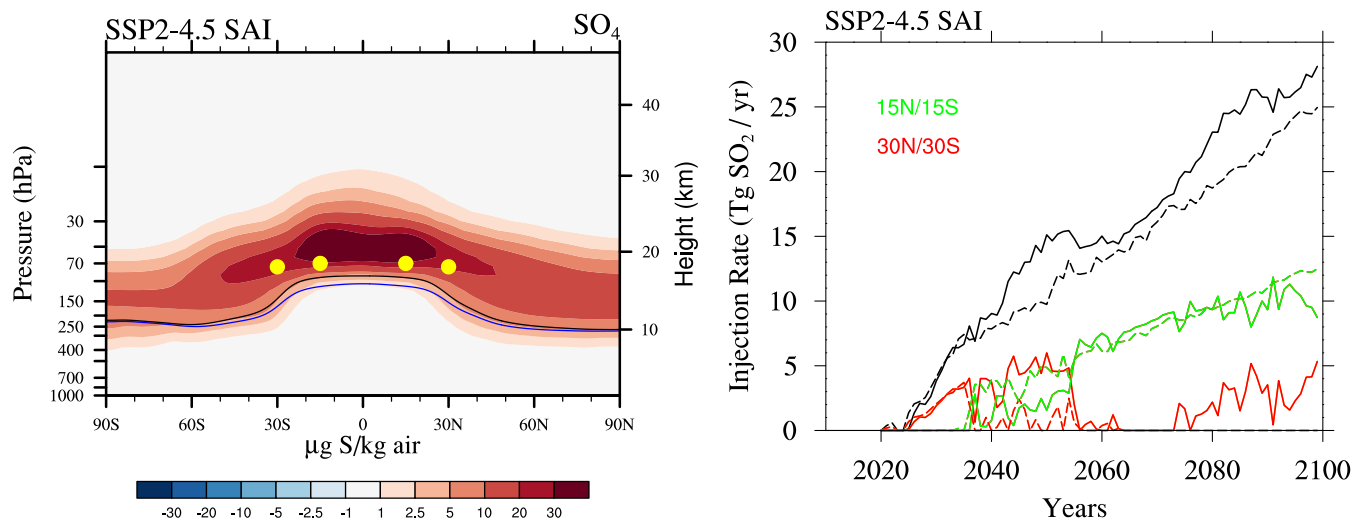 SSP2-4.5 SAI
SO4
Pressure (hPa)
30
70
150
250
400
700
1000
40
30
20
10
Height (km)
90S 60S 30S 0 30N 60N 90N
µg S/kg air
-30 -20 -10 -5 -2.5 -1 1 2.5 5 10 20 30
SSP2-4.5 SAI
Injection Rate (Tg SO2 / yr)
30
25
20
15
10
5
0
15N/15S
30N/30S
2020 2040 2060 2080 2100
Years